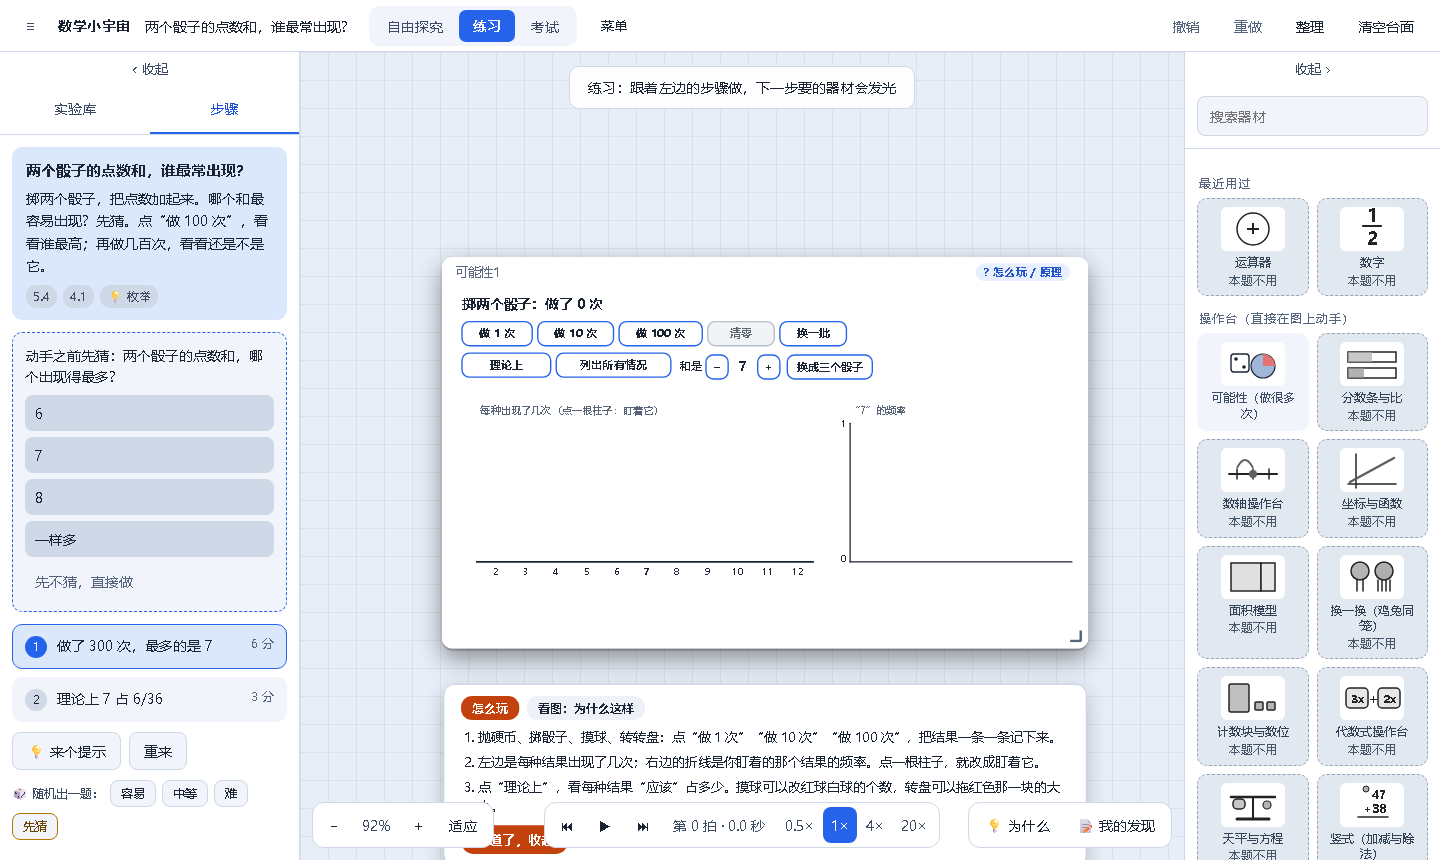 ≡ 数学小宇宙 两个骰子的点数和，谁最常出现？ 自由探究 练习 考试 菜单 撤销 重做 整理 清空台面
‹ 收起
实验库 步骤
两个骰子的点数和，谁最常出现？
掷两个骰子，把点数加起来。哪个和最
容易出现？先猜。点“做 100 次”，看
看谁最高；再做几百次，看看还是不是
它。
5.4 4.1 枚举
动手之前先猜：两个骰子的点数和，哪
个出现得最多？
6
7
8
一样多
先不猜，直接做
1 做了 300 次，最多的是 7 6 分
2 理论上 7 占 6/36 3 分
来个提示 重来
随机出一题： 容易 中等 难
先猜
练习：跟着左边的步骤做，下一步要的器材会发光
可能性1 ? 怎么玩 / 原理
掷两个骰子：做了 0 次
做 1 次 做 10 次 做 100 次 清零 换一批
理论上 列出所有情况 和是 − 7 + 换成三个骰子
每种出现了几次（点一根柱子：盯着它） “7”的频率
1
0
2 3 4 5 6 7 8 9 10 11 12
怎么玩 看图：为什么这样
1. 抛硬币、掷骰子、摸球、转转盘：点“做 1 次”“做 10 次”“做 100 次”，把结果一条一条记下来。
2. 左边是每种结果出现了几次；右边的折线是你盯着的那个结果的频率。点一根柱子，就改成盯着它。
3. 点“理论上”，看每种结果“应该”占多少。摸球可以改红球白球的个数，转盘可以拖红色那一块的大
道了，收起
− 92% + 适应
⏮ ▶ ⏭ 第 0 拍 · 0.0 秒 0.5× 1× 4× 20×
为什么 我的发现
收起 ›
搜索器材
最近用过
运算器 本题不用
1
2
数字 本题不用
操作台（直接在图上动手）
可能性（做很多
次）
分数条与比
本题不用
数轴操作台 坐标与函数
本题不用 本题不用
面积模型
本题不用
换一换（鸡兔同
笼）
本题不用
3x + 2x
计数块与数位 代数式操作台
本题不用 本题不用
47
+38
天平与方程
本题不用
竖式（加减与除
法）